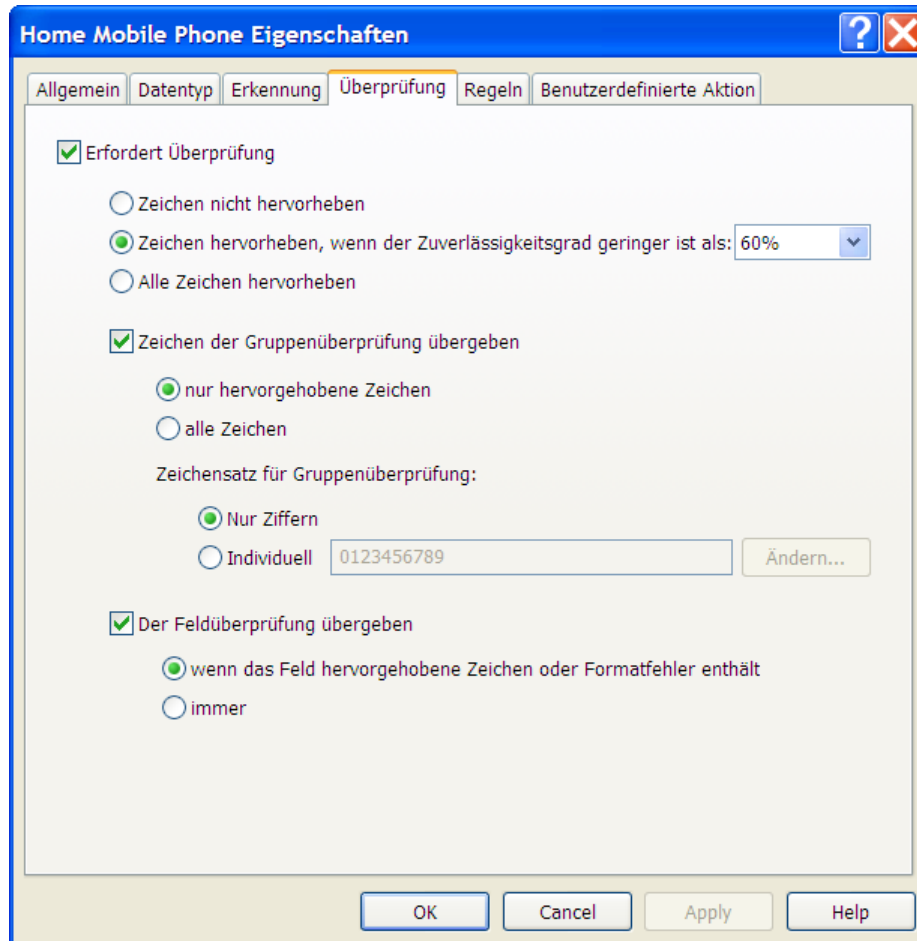 Home Mobile Phone Eigenschaften
Allgemein Datentyp Erkennung Überprüfung Regeln Benutzerdefinierte Aktion
Erfordert Überprüfung
Zeichen nicht hervorheben
Zeichen hervorheben, wenn der Zuverlässigkeitsgrad geringer ist als: 60%
Alle Zeichen hervorheben
Zeichen der Gruppenüberprüfung übergeben
nur hervorgehobene Zeichen
alle Zeichen
Zeichensatz für Gruppenüberprüfung:
Nur Ziffern
Individuell 0123456789 Ändern...
Der Feldüberprüfung übergeben
wenn das Feld hervorgehobene Zeichen oder Formatfehler enthält
immer
OK Cancel Apply Help